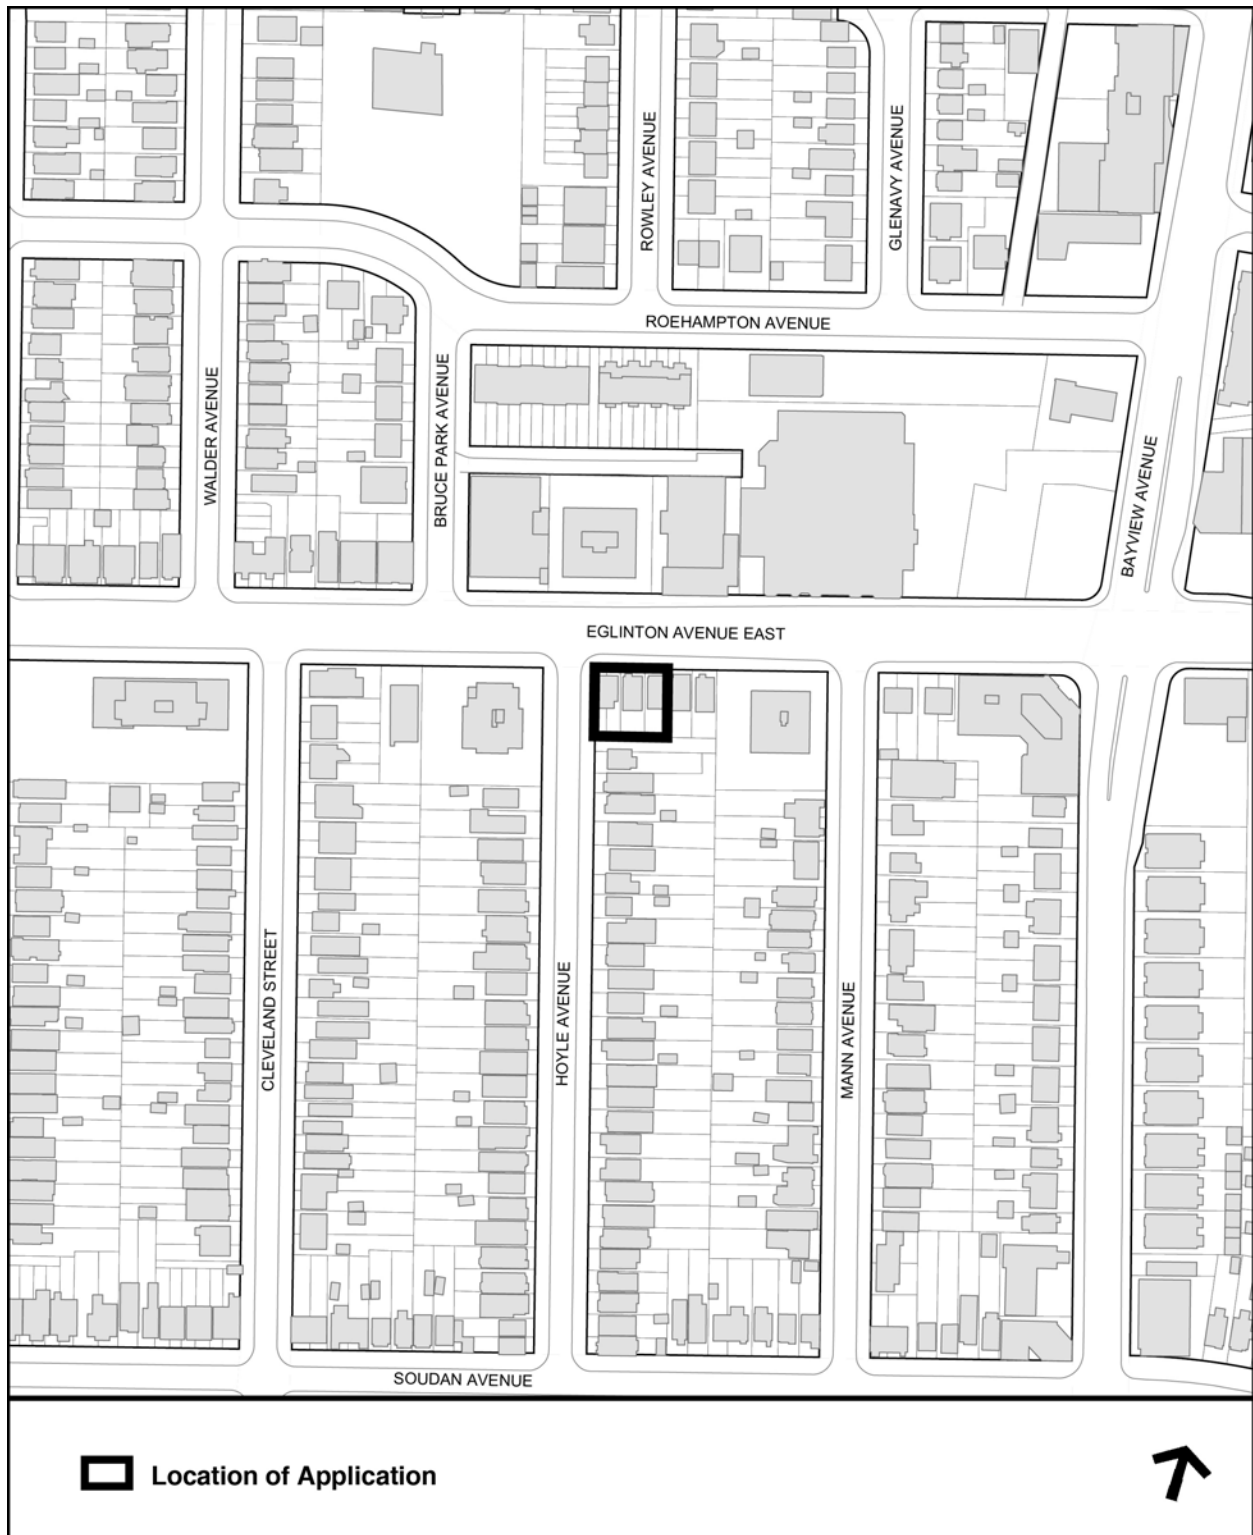 ROWLEY AVENUE
GLENAVY AVENUE
ROEHAMPTON AVENUE
WALDER AVENUE
BRUCE PARK AVENUE
BAYVIEW AVENUE
EGLINTON AVENUE EAST
CLEVELAND STREET
HOYLE AVENUE
MANN AVENUE
SOUDAN AVENUE
Location of Application